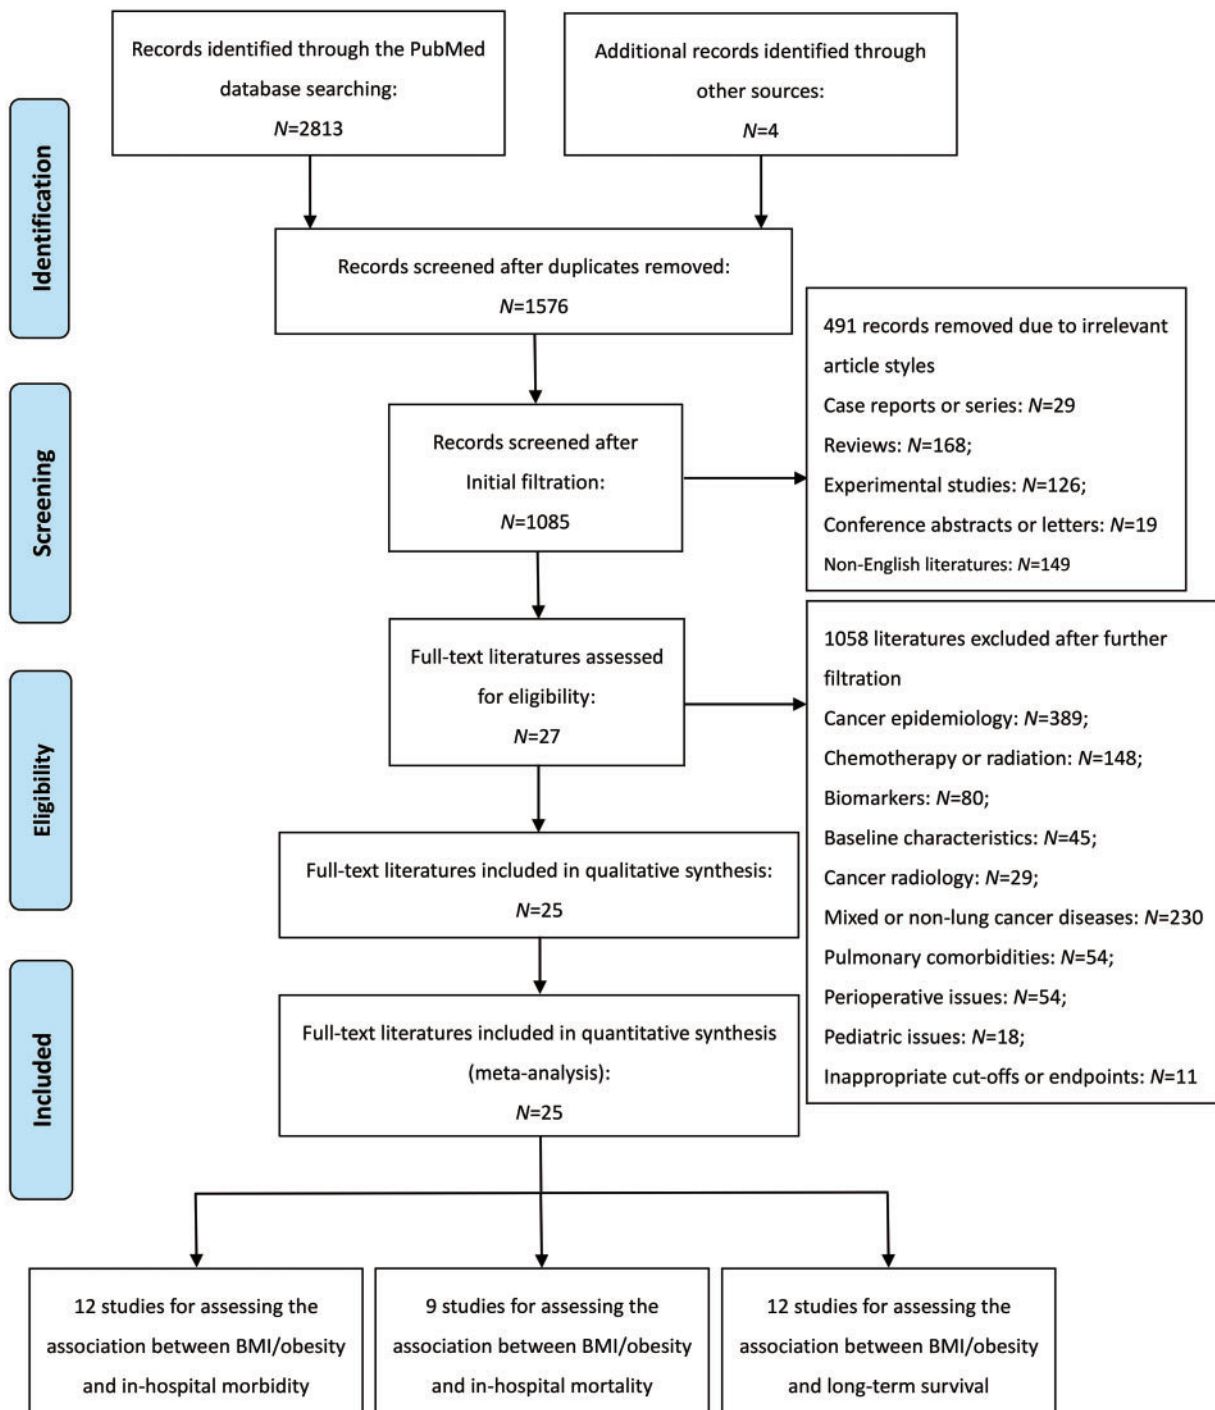 Records identified through the PubMed
database searching:
N=2813
Additional records identified through
other sources:
N=4
Identification
Records screened after duplicates removed:
N=1576
491 records removed due to irrelevant
article styles
Case reports or series: N=29
Reviews: N=168;
Experimental studies: N=126;
Conference abstracts or letters: N=19
Non-English literatures: N=149
Screening
Records screened after
Initial filtration:
N=1085
Full-text literatures assessed
for eligibility:
N=27
1058 literatures excluded after further
filtration
Cancer epidemiology: N=389;
Chemotherapy or radiation: N=148;
Biomarkers: N=80;
Baseline characteristics: N=45;
Cancer radiology: N=29;
Mixed or non-lung cancer diseases: N=230
Pulmonary comorbidities: N=54;
Perioperative issues: N=54;
Pediatric issues: N=18;
Inappropriate cut-offs or endpoints: N=11
Eligibility
Full-text literatures included in qualitative synthesis:
N=25
Included
Full-text literatures included in quantitative synthesis
(meta-analysis):
N=25
12 studies for assessing the
association between BMI/obesity
and in-hospital morbidity
9 studies for assessing the
association between BMI/obesity
and in-hospital mortality
12 studies for assessing the
association between BMI/obesity
and long-term survival